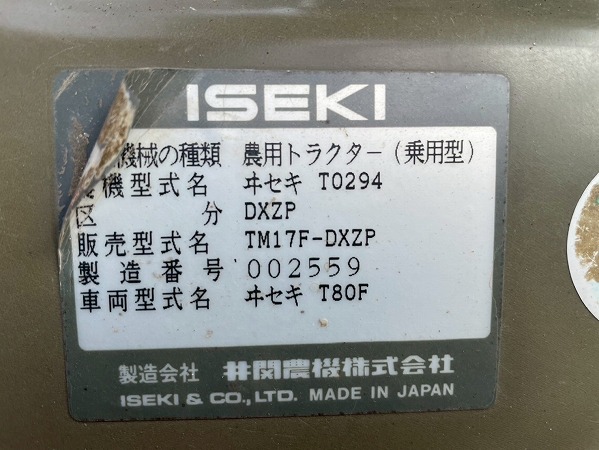 ISEKI
機械の種類 農用トラクター(乗用型)
機型式名 ヰセキ T0294
区分 DXZP
販売型式名 TM17F-DXZP
製造番号 002559
車両型式名 ヰセキ T80F
製造会社 井関農機株式会社
ISEKI & CO., LTD. MADE IN JAPAN